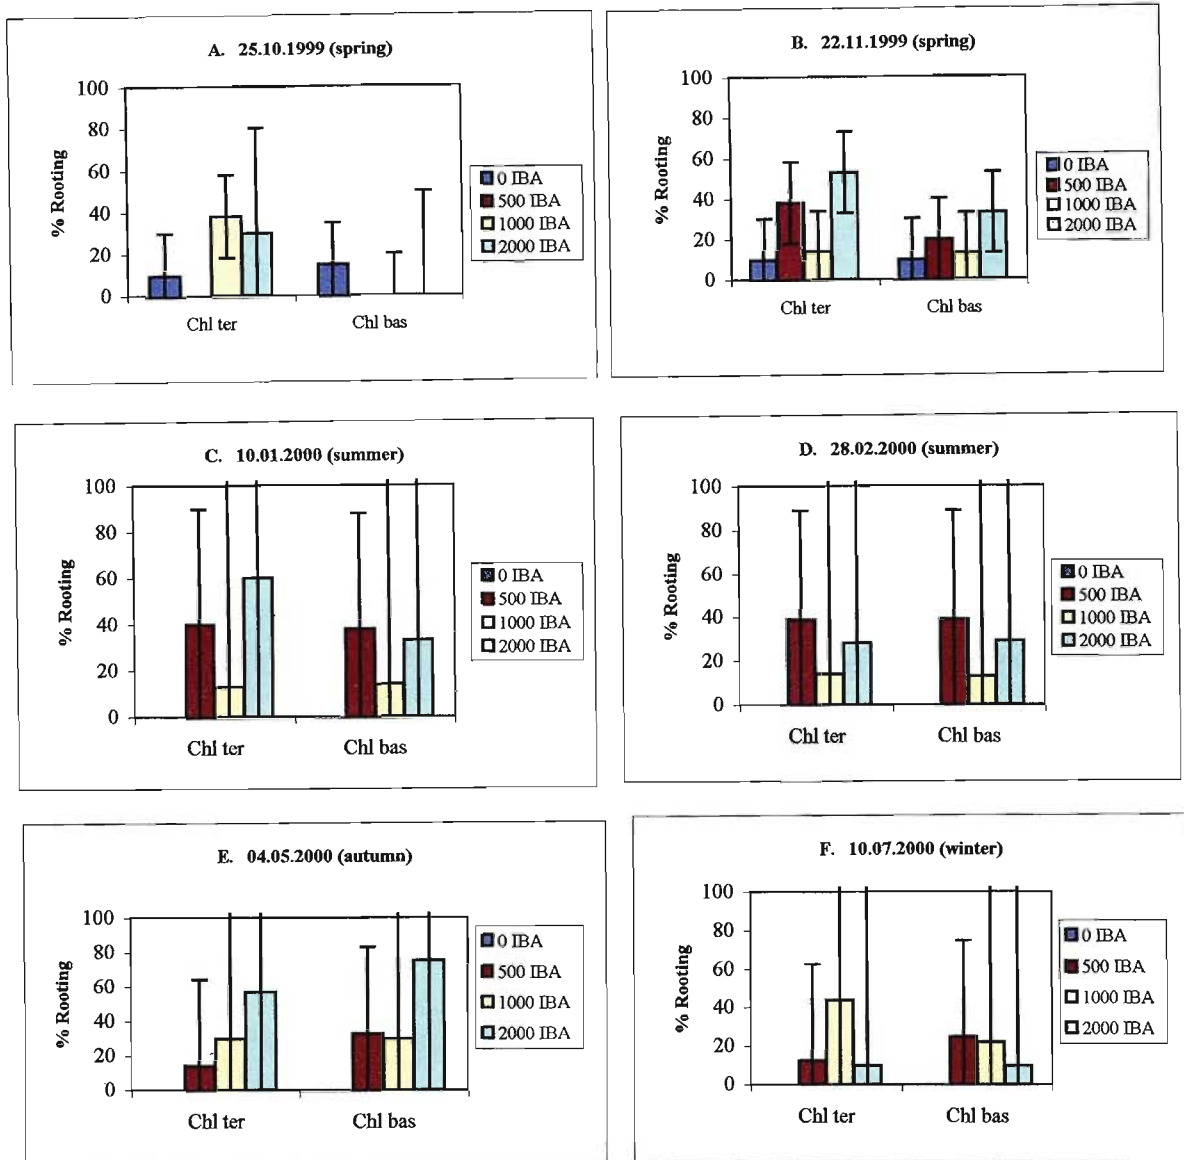 A. 25.10.1999 (spring)
% Rooting
100
80
60
40
20
0
Chl ter
Chl bas
0 IBA
500 IBA
1000 IBA
2000 IBA
B. 22.11.1999 (spring)
% Rooting
100
80
60
40
20
0
Chl ter
Chl bas
0 IBA
500 IBA
1000 IBA
2000 IBA
C. 10.01.2000 (summer)
% Rooting
100
80
60
40
20
0
Chl ter
Chl bas
0 IBA
500 IBA
1000 IBA
2000 IBA
D. 28.02.2000 (summer)
% Rooting
100
80
60
40
20
0
Chl ter
Chl bas
0 IBA
500 IBA
1000 IBA
2000 IBA
E. 04.05.2000 (autumn)
% Rooting
100
80
60
40
20
0
Chl ter
Chl bas
0 IBA
500 IBA
1000 IBA
2000 IBA
F. 10.07.2000 (winter)
% Rooting
100
80
60
40
20
0
Chl ter
Chl bas
0 IBA
500 IBA
1000 IBA
2000 IBA